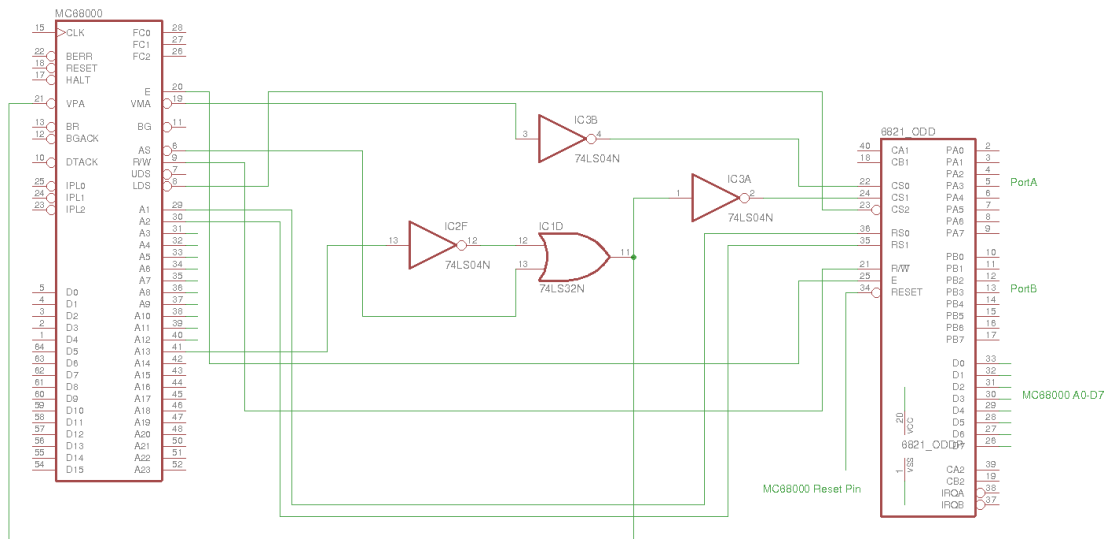 MC68000
15 CLK FC0 28
FC1 27
22 BERR FC2 26
18 RESET
17 HALT
E 20
21 VPA VMA 19
13 BR BG 11
12 BGACK
AS 6
10 DTACK R/W 9
UDS 7
25 IPL0 LDS 8
24 IPL1
23 IPL2 A1 29
A2 30
A3 31
A4 32
A5 33
A6 34
A7 35
5 D0 A8 36
4 D1 A9 37
3 D2 A10 38
2 D3 A11 39
1 D4 A12 40
64 D5 A13 41
63 D6 A14 42
62 D7 A15 43
61 D8 A16 44
60 D9 A17 45
59 D10 A18 46
58 D11 A19 47
57 D12 A20 48
56 D13 A21 50
55 D14 A22 51
54 D15 A23 52
IC3B
3 4
74LS04N
IC3A
1 2
74LS04N
IC2F
13 12
74LS04N
IC1D
12
13 11
74LS32N
6821_ODD
40 CA1 PA0 2
18 CB1 PA1 3
PA2 4
22 CS0 PA3 5
24 CS1 PA4 6
23 CS2 PA5 7
PA6 8
36 RS0 PA7 9
35 RS1
PB0 10
21 R/W PB1 11
25 E PB2 12
34 RESET PB3 13
PB4 14
PB5 15
PB6 16
PB7 17
D0 33
D1 32
D2 31
D3 30
20 VCC D4 29
D5 28
D6 27
6821_ODDP D7 26
1 VSS
CA2 39
CB2 19
IRQA 38
IRQB 37
PortA
PortB
MC68000 A0-D7
MC68000 Reset Pin